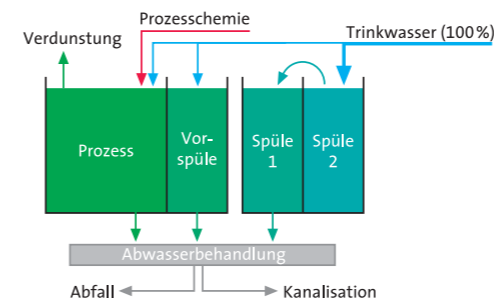 Prozesschemie
Verdunstung
Trinkwasser (100 %)
Prozess
Vor-
spüle
Spüle
1
Spüle
2
Abwasserbehandlung
Abfall
Kanalisation